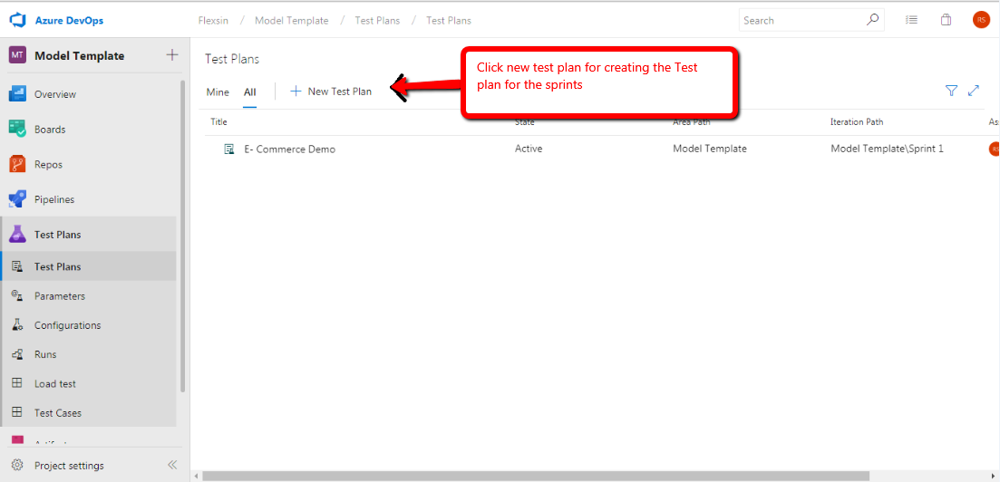 Azure DevOps
Flexsin / Model Template / Test Plans / Test Plans
Search
RS
MT Model Template
Overview
Boards
Repos
Pipelines
Test Plans
Test Plans
Parameters
Configurations
Runs
Load test
Test Cases
Project settings
Test Plans
Mine All + New Test Plan
Click new test plan for creating the Test
plan for the sprints
Title State Area Path Iteration Path
E- Commerce Demo Active Model Template Model Template\Sprint 1 RS